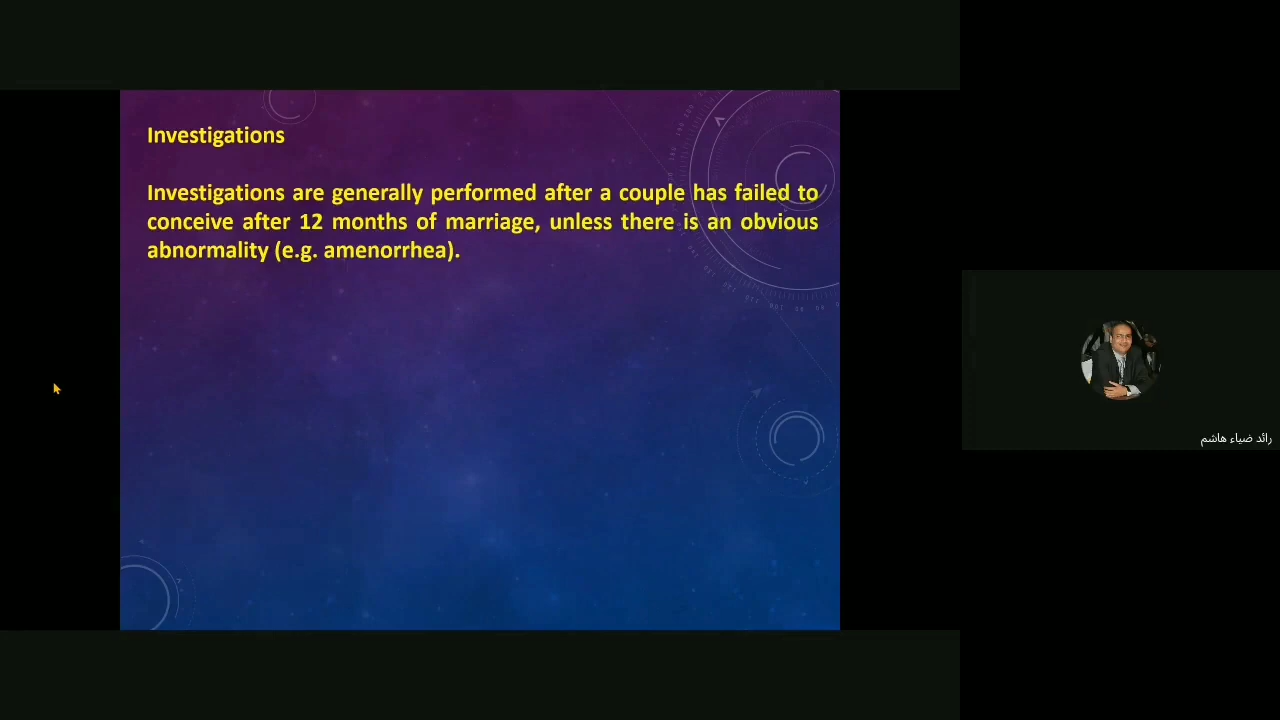 Investigations
Investigations are generally performed after a couple has failed to
conceive after 12 months of marriage, unless there is an obvious
abnormality (e.g. amenorrhea).
رائد ضياء هاشم